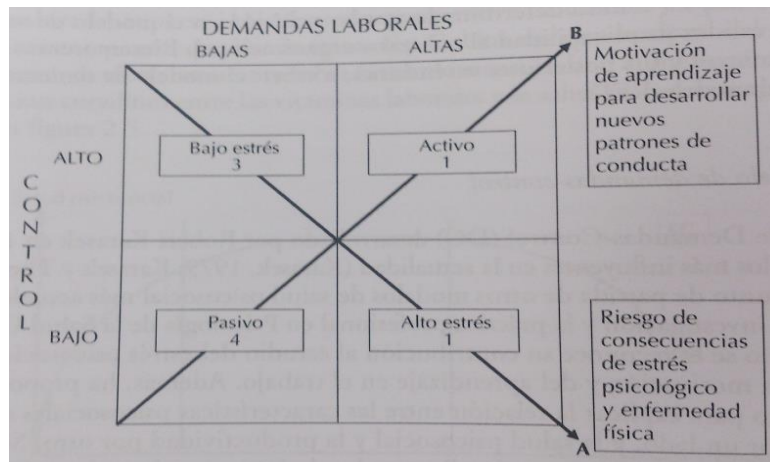 DEMANDAS LABORALES
BAJAS
ALTAS
B
Motivación
de aprendizaje
para desarrollar
nuevos
patrones de
conducta
CONTROL
ALTO
Bajo estrés
3
Activo
1
BAJO
Pasivo
4
Alto estrés
1
Riesgo de
consecuencias
de estrés
psicológico
y enfermedad
física
A